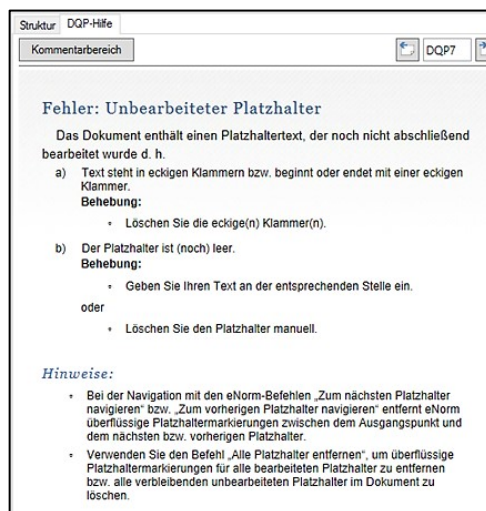 Struktur DQP-Hilfe
Kommentarbereich DQP7
Fehler: Unbearbeiteter Platzhalter
Das Dokument enthält einen Platzhaltertext, der noch nicht abschließend
bearbeitet wurde d. h.
a) Text steht in eckigen Klammern bzw. beginnt oder endet mit einer eckigen
Klammer.
Behebung:
◦ Löschen Sie die eckige(n) Klammer(n).
b) Der Platzhalter ist (noch) leer.
Behebung:
◦ Geben Sie Ihren Text an der entsprechenden Stelle ein.
oder
◦ Löschen Sie den Platzhalter manuell.
Hinweise:
◦ Bei der Navigation mit den eNorm-Befehlen „Zum nächsten Platzhalter
navigieren“ bzw. „Zum vorherigen Platzhalter navigieren“ entfernt eNorm
überflüssige Platzhaltermarkierungen zwischen dem Ausgangspunkt und
dem nächsten bzw. vorherigen Platzhalter.
◦ Verwenden Sie den Befehl „Alle Platzhalter entfernen“, um überflüssige
Platzhaltermarkierungen für alle bearbeiteten Platzhalter zu entfernen
bzw. alle verbleibenden unbearbeiteten Platzhalter im Dokument zu
löschen.